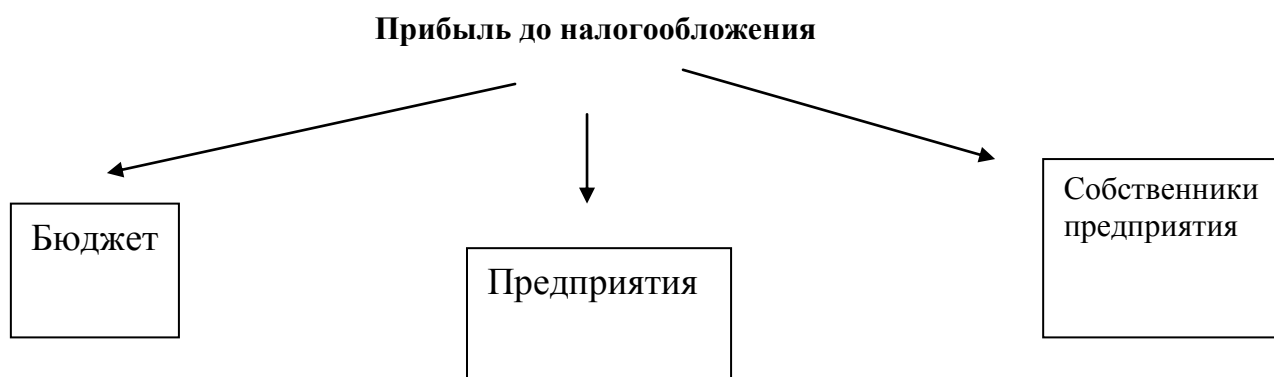 Прибыль до налогообложения
Бюджет
Предприятия
Собственники
предприятия